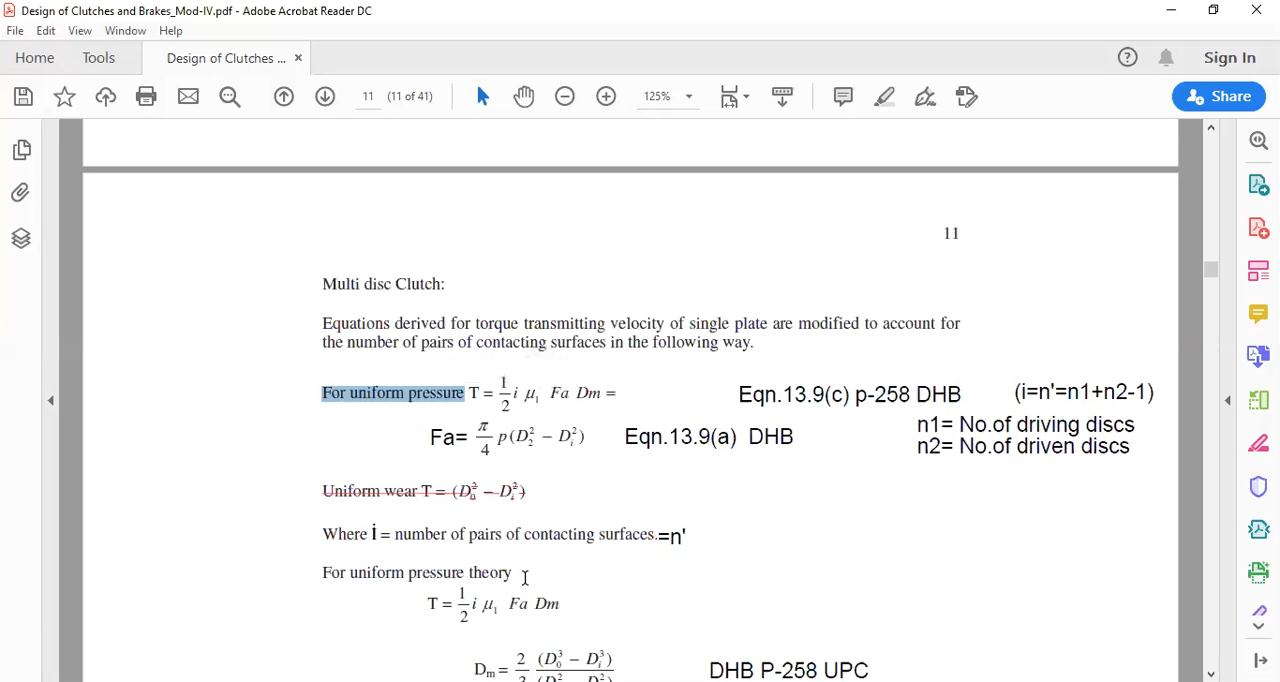 Design of Clutches and Brakes_Mod-IV.pdf - Adobe Acrobat Reader DC
File Edit View Window Help
Home Tools Design of Clutches ... × Sign In
11 (11 of 41) 125% Share
11
Multi disc Clutch:
Equations derived for torque transmitting velocity of single plate are modified to account for
the number of pairs of contacting surfaces in the following way.
For uniform pressure T = 1/2 i μ₁ Fa Dm = Eqn.13.9(c) p-258 DHB (i=n'=n1+n2-1)
Fa= π/4 p(D₂² − Dᵢ²) Eqn.13.9(a) DHB
n1= No.of driving discs
n2= No.of driven discs
Uniform wear T = (D₀² − Dᵢ²)
Where i = number of pairs of contacting surfaces.=n'
For uniform pressure theory
T = 1/2 i μ₁ Fa Dm
Dm = 2/3 (D₀³ − Dᵢ³)/(D₀² − Dᵢ²) DHB P-258 UPC